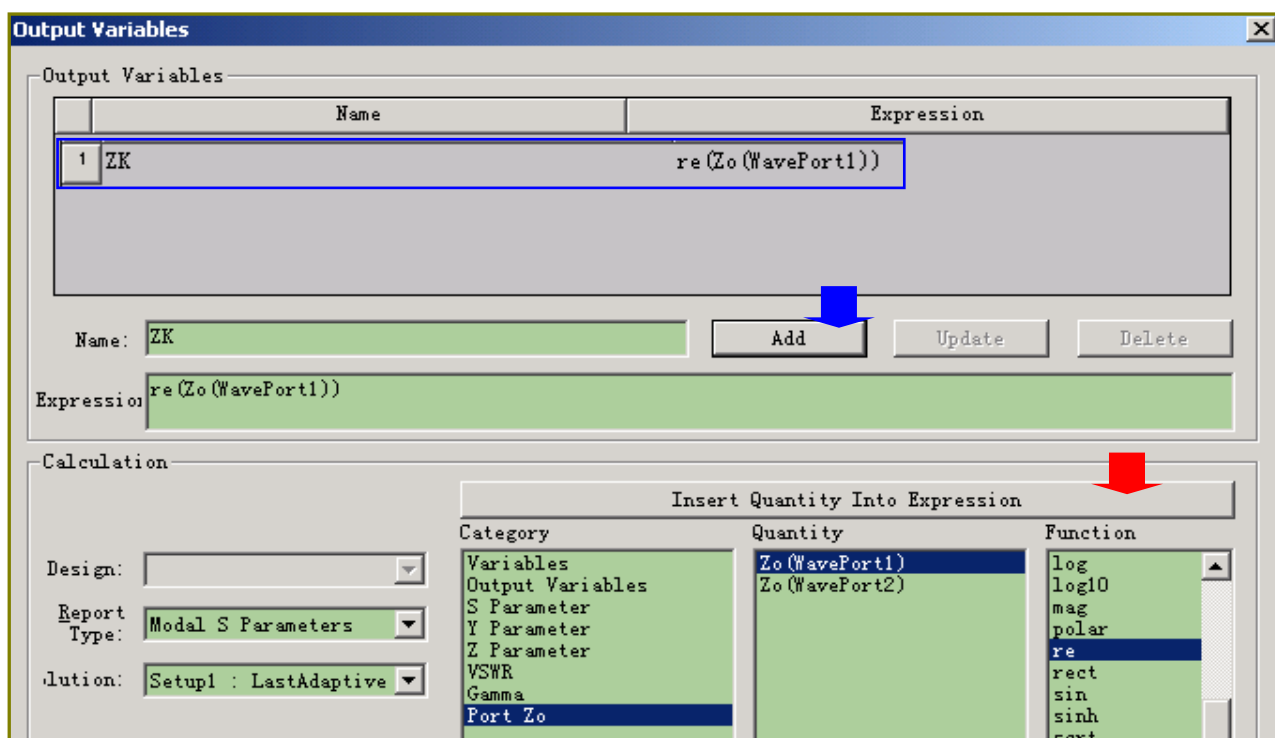 Output Variables
Output Variables
Name Expression
1 ZK re(Zo(WavePort1))
Name: ZK Add Update Delete
Expressio re(Zo(WavePort1))
Calculation
Insert Quantity Into Expression
Category Quantity Function
Design:
Report
Type: Modal S Parameters
lution: Setup1 : LastAdaptive
Variables
Output Variables
S Parameter
Y Parameter
Z Parameter
VSWR
Gamma
Port Zo
Zo(WavePort1)
Zo(WavePort2)
log
log10
mag
polar
re
rect
sin
sinh